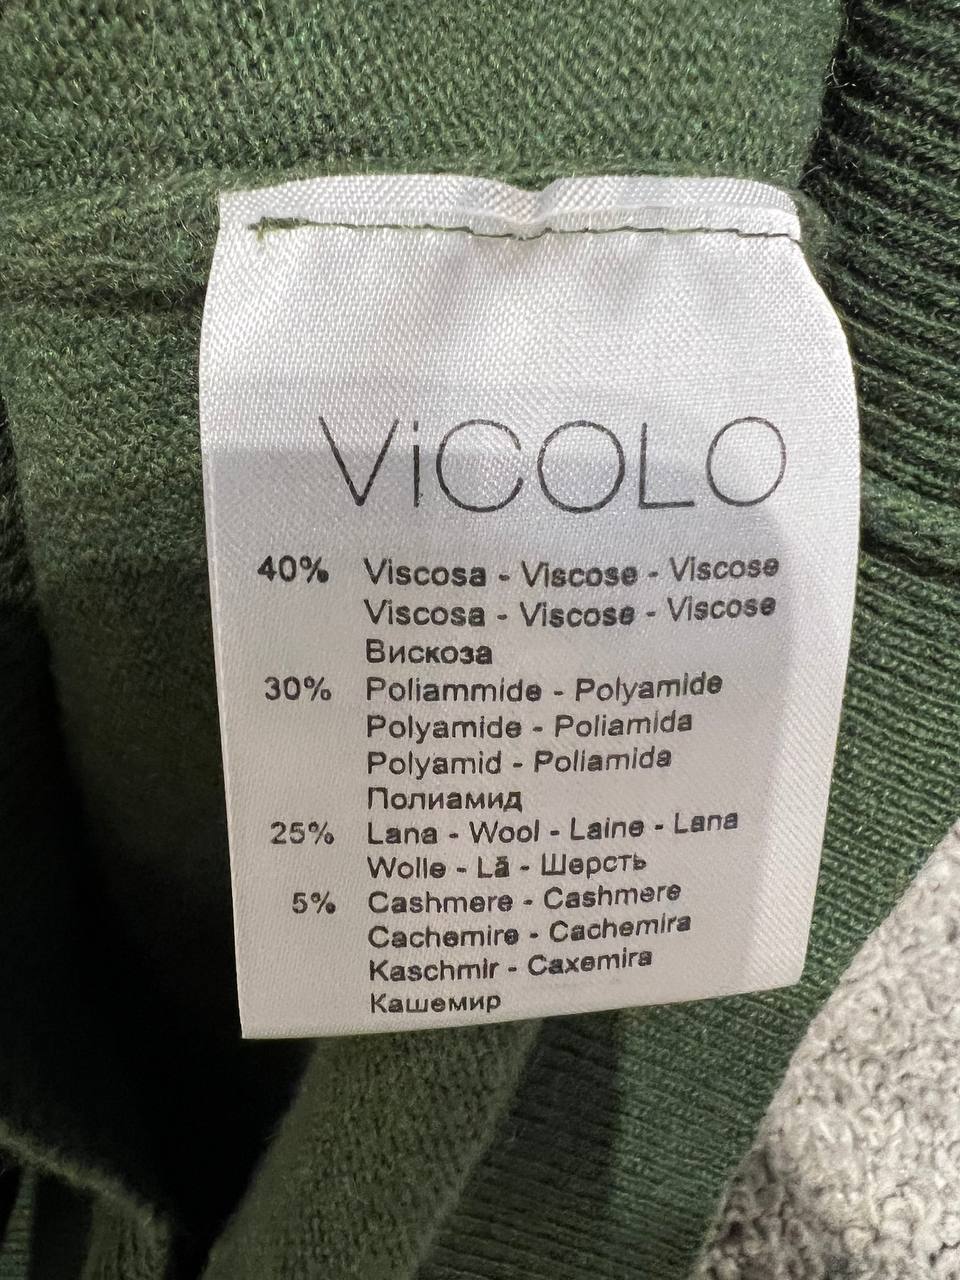 ViCOLO
40% Viscosa - Viscose - Viscose
Viscosa - Viscose - Viscose
Вискоза
30% Poliammide - Polyamide
Polyamide - Poliamida
Polyamid - Poliamida
Полиамид
25% Lana - Wool - Laine - Lana
Wolle - Lã - Шерсть
5% Cashmere - Cashmere
Cachemire - Cachemira
Kaschmir - Caxemira
Кашемир